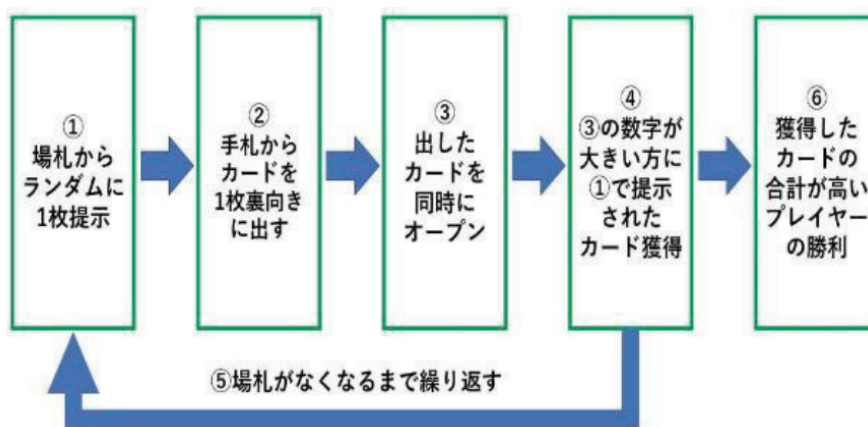 ①
場札から
ランダムに
1枚提示
②
手札から
カードを
1枚裏向き
に出す
③
出した
カードを
同時に
オープン
④
③の数字が
大きい方に
①で提示
された
カード獲得
⑥
獲得した
カードの
合計が高い
プレイヤー
の勝利
⑤場札がなくなるまで繰り返す